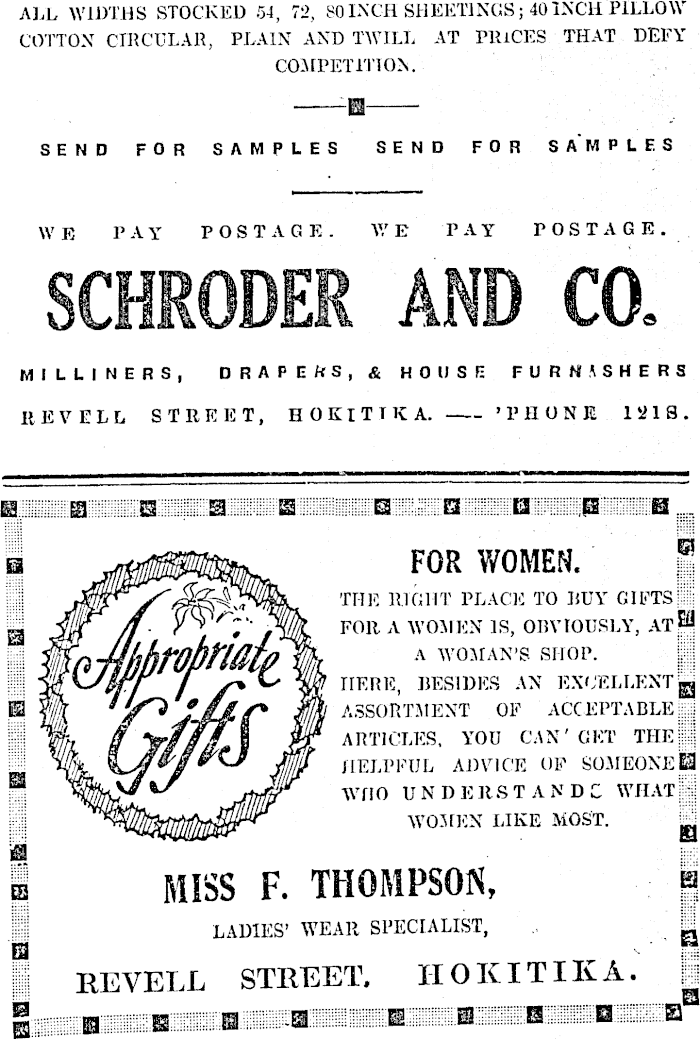 ALL WIDTHS STOCKED 54, 72, 80 INCH SHEETINGS; 40 INCH PILLOW
COTTON CIRCULAR, PLAIN AND TWILL AT PRICES THAT DEFY
COMPETITION.
SEND FOR SAMPLES SEND FOR SAMPLES
WE PAY POSTAGE. WE PAY POSTAGE.
SCHRODER AND CO.
MILLINERS, DRAPERS, & HOUSE FURNISHERS
REVELL STREET, HOKITIKA. —— 'PHONE 121S.
Appropriate
Gifts
FOR WOMEN.
THE RIGHT PLACE TO BUY GIFTS
FOR A WOMEN IS, OBVIOUSLY, AT
A WOMAN'S SHOP.
HERE, BESIDES AN EXCELLENT
ASSORTMENT OF ACCEPTABLE
ARTICLES, YOU CAN GET THE
HELPFUL ADVICE OF SOMEONE
WHO UNDERSTANDS WHAT
WOMEN LIKE MOST.
MISS F. THOMPSON,
LADIES' WEAR SPECIALIST,
REVELL STREET. HOKITIKA.